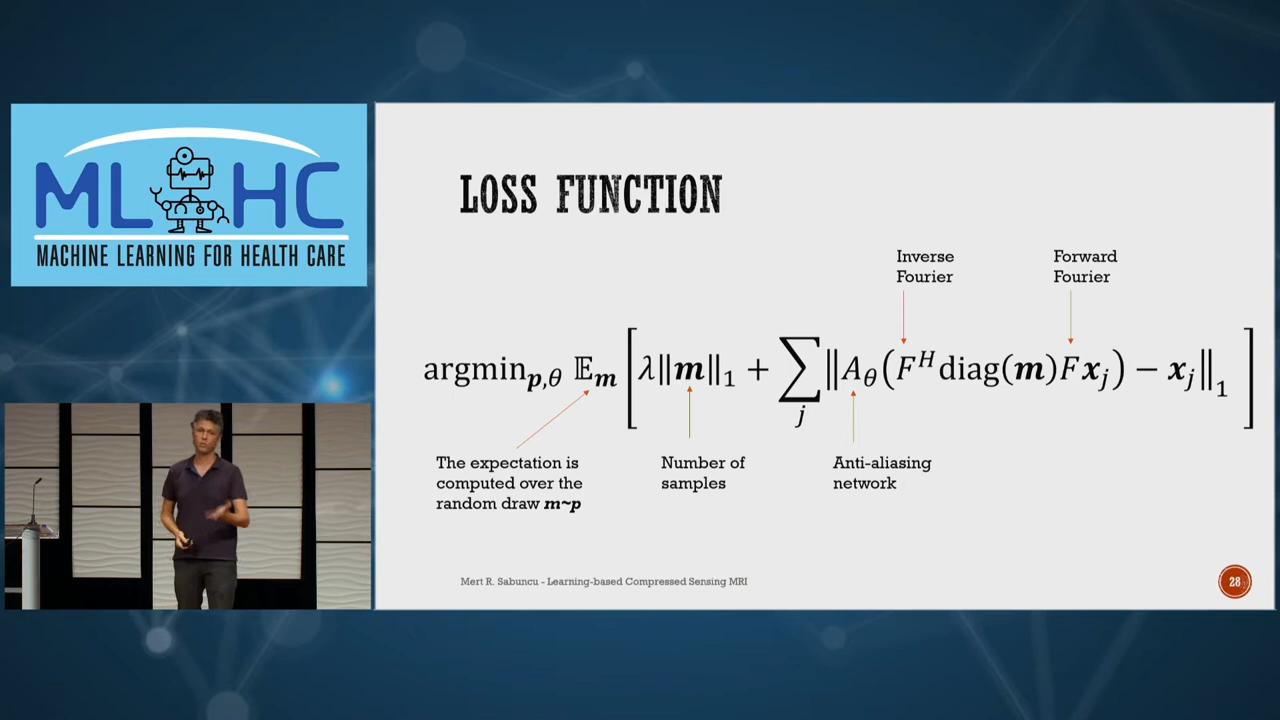 ML HC
MACHINE LEARNING FOR HEALTH CARE
LOSS FUNCTION
Inverse
Fourier
Forward
Fourier
argmin_{p,θ} 𝔼_m [ λ‖m‖₁ + ∑_j ‖A_θ(F^H diag(m)Fx_j) − x_j‖₁ ]
The expectation is
computed over the
random draw m~p
Number of
samples
Anti-aliasing
network
Mert R. Sabuncu - Learning-based Compressed Sensing MRI
28